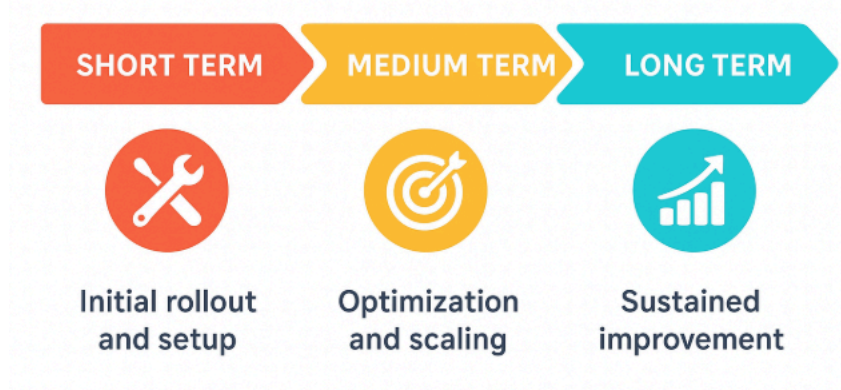 SHORT TERM
MEDIUM TERM
LONG TERM
Initial rollout
and setup
Optimization
and scaling
Sustained
improvement